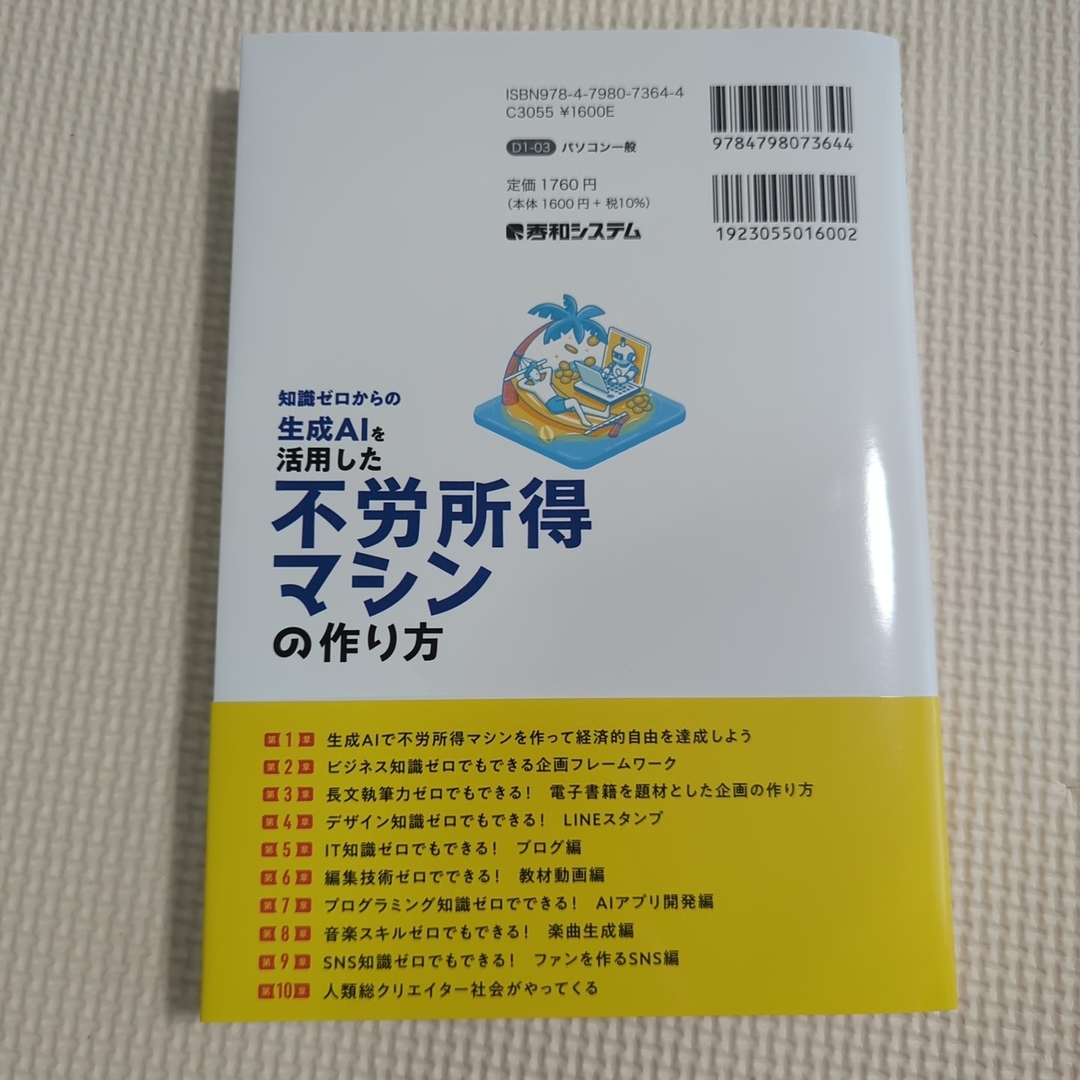 ISBN978-4-7980-7364-4
C3055 ¥1600E
9784798073644
D1-03 パソコン一般
定価1760円
(本体1600円+税10%)
秀和システム
1923055016002
知識ゼロからの
生成AIを
活用した
不労所得
マシン
の作り方
第1章 生成AIで不労所得マシンを作って経済的自由を達成しよう
第2章 ビジネス知識ゼロでもできる企画フレームワーク
第3章 長文執筆力ゼロでもできる! 電子書籍を題材とした企画の作り方
第4章 デザイン知識ゼロでもできる! LINEスタンプ
第5章 IT知識ゼロでもできる! ブログ編
第6章 編集技術ゼロでできる! 教材動画編
第7章 プログラミング知識ゼロでできる! AIアプリ開発編
第8章 音楽スキルゼロでもできる! 楽曲生成編
第9章 SNS知識ゼロでもできる! ファンを作るSNS編
第10章 人類総クリエイター社会がやってくる